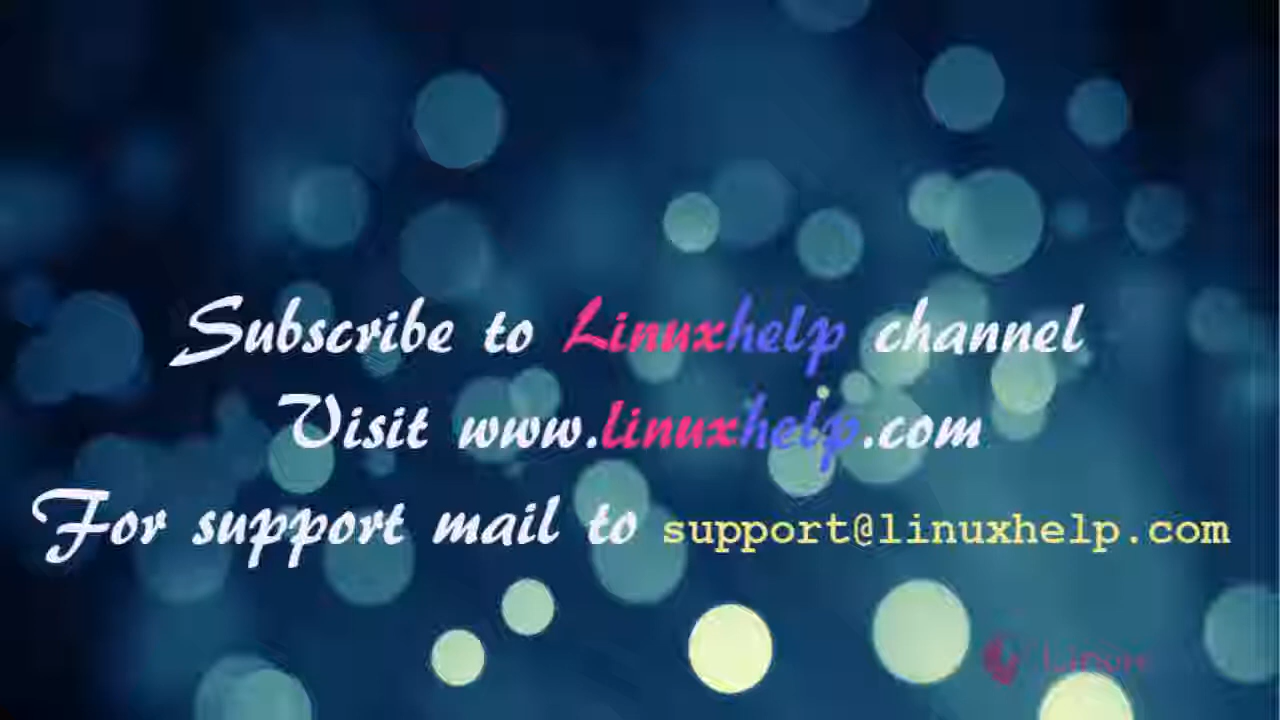 Subscribe to Linuxhelp channel
Visit www.linuxhelp.com
For support mail to support@linuxhelp.com